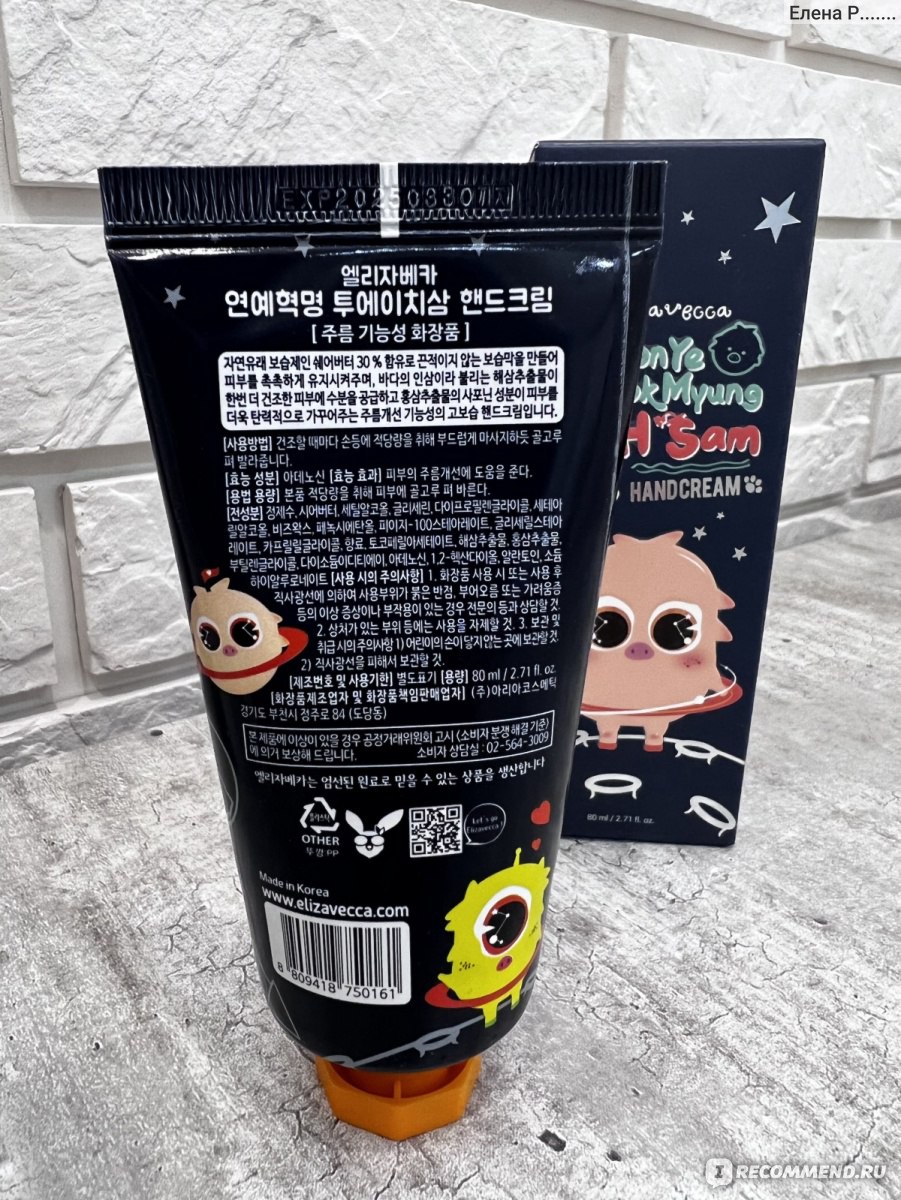 Елена Р.......
EXP20250330까지
엘리자베카
연예혁명 투에이치삼 핸드크림
[ 주름 기능성 화장품 ]
자연유래 보습제인 쉐어버터 30 % 함유로 끈적이지 않는 보습막을 만들어
피부를 촉촉하게 유지시켜주며, 바다의 인삼이라 불리는 해삼추출물이
한번 더 건조한 피부에 수분을 공급하고 홍삼추출물의 사포닌 성분이 피부를
더욱 탄력적으로 가꾸어주는 주름개선 기능성의 고보습 핸드크림입니다.
[사용방법] 건조할 때마다 손등에 적당량을 취해 부드럽게 마사지하듯 골고루
펴 발라줍니다.
[효능 성분] 아데노신 [효능 효과] 피부의 주름개선에 도움을 준다.
[용법 용량] 본품 적당량을 취해 피부에 골고루 펴 바른다.
[전성분] 정제수, 시어버터, 세틸알코올, 글리세린, 다이프로필렌글라이콜, 세테아
릴알코올, 비즈왁스, 페녹시에탄올, 피이지-100스테아레이트, 글리세릴스테아
레이트, 카프릴릴글라이콜, 향료, 토코페릴아세테이트, 해삼추출물, 홍삼추출물,
부틸렌글라이콜, 다이소듐이디티에이, 아데노신, 1,2-헥산다이올, 알란토인, 소듐
하이알루로네이트 [사용 시의 주의사항] 1. 화장품 사용 시 또는 사용 후
직사광선에 의하여 사용부위가 붉은 반점, 부어오름 또는 가려움증
등의 이상 증상이나 부작용이 있는 경우 전문의 등과 상담할 것.
2. 상처가 있는 부위 등에는 사용을 자제할 것. 3. 보관 및
취급 시의 주의사항 1) 어린이의 손이 닿지 않는 곳에 보관할 것.
2) 직사광선을 피해서 보관할 것.
[제조번호 및 사용기한] 별도표기 [용량] 80 ml / 2.71 fl. oz.
[화장품제조업자 및 화장품책임판매업자] (주)아리아코스메틱
경기도 부천시 정주로 84 (도당동)
본 제품에 이상이 있을 경우 공정거래위원회 고시 <소비자 분쟁 해결 기준>
에 의거 보상해 드립니다. 소비자 상담실 : 02-564-3009
엘리자베카는 엄선된 원료로 믿을 수 있는 상품을 생산합니다
플라스틱
OTHER
뚜껑:PP
Let's go
Elizavecca!
Made in Korea
www.elizavecca.com
8 809418 750161
avecca
onYe
okMyung
H Sam
HANDCREAM
80 ml / 2.71 fl. oz.
IRECOMMEND.RU